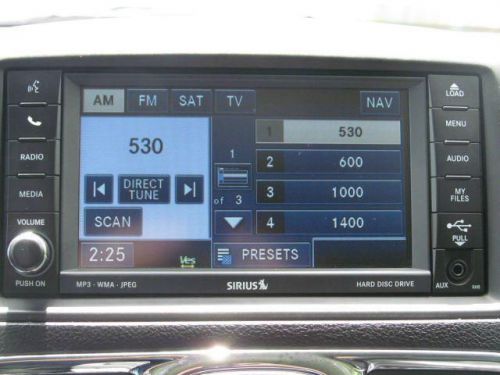 AM FM SAT TV NAV
530
DIRECT TUNE
SCAN
2:25
Yes
1
of 3
1 530
2 600
3 1000
4 1400
PRESETS
RADIO
MEDIA
VOLUME
PUSH ON
LOAD
MENU
AUDIO
MY FILES
PULL
AUX
MP3 - WMA - JPEG
SIRIUS
HARD DISC DRIVE